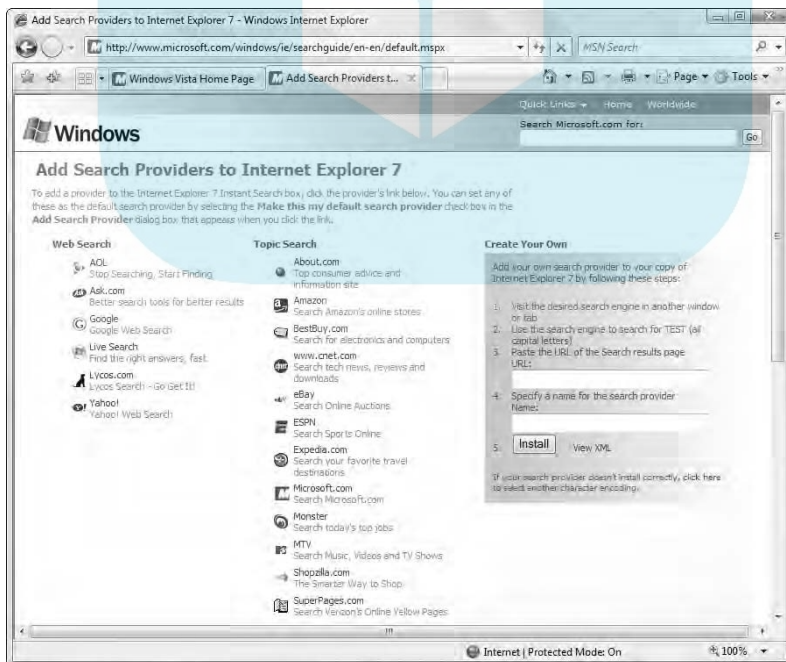 Add Search Providers to Internet Explorer 7 - Windows Internet Explorer
http://www.microsoft.com/windows/ie/searchguide/en-en/default.mspx
MSN Search
Windows Vista Home Page
Add Search Providers t...
Page
Tools
Quick Links
Home
Worldwide
Windows
Search Microsoft.com for:
Go
Add Search Providers to Internet Explorer 7
To add a provider to the Internet Explorer 7 Instant Search box, click the provider's link below. You can set any of
these as the default search provider by selecting the Make this my default search provider check box in the
Add Search Provider dialog box that appears when you click the link.
Web Search
AOL
Stop Searching, Start Finding
Ask.com
Better search tools for better results
Google
Google Web Search
Live Search
Find the right answers, fast.
Lycos.com
Lycos Search - Go Get It!
Yahoo!
Yahoo! Web Search
Topic Search
About.com
Top consumer advice and
information site
Amazon
Search Amazon's online stores
BestBuy.com
Search for electronics and computers
www.cnet.com
Search tech news, reviews and
downloads
eBay
Search Online Auctions
ESPN
Search Sports Online
Expedia.com
Search your favorite travel
destinations
Microsoft.com
Search Microsoft.com
Monster
Search today's top jobs
MTV
Search Music, Videos and TV Shows
Shopzilla.com
The Smarter Way to Shop
SuperPages.com
Search Verizon's Online Yellow Pages
Create Your Own
Add your own search provider to your copy of
Internet Explorer 7 by following these steps:
1. Visit the desired search engine in another window
or tab
2. Use the search engine to search for TEST (all
capital letters)
3. Paste the URL of the Search results page
URL:
4. Specify a name for the search provider
Name:
5. Install View XML
If your search provider doesn't install correctly, click here
to select another character encoding.
Internet | Protected Mode: On
100%